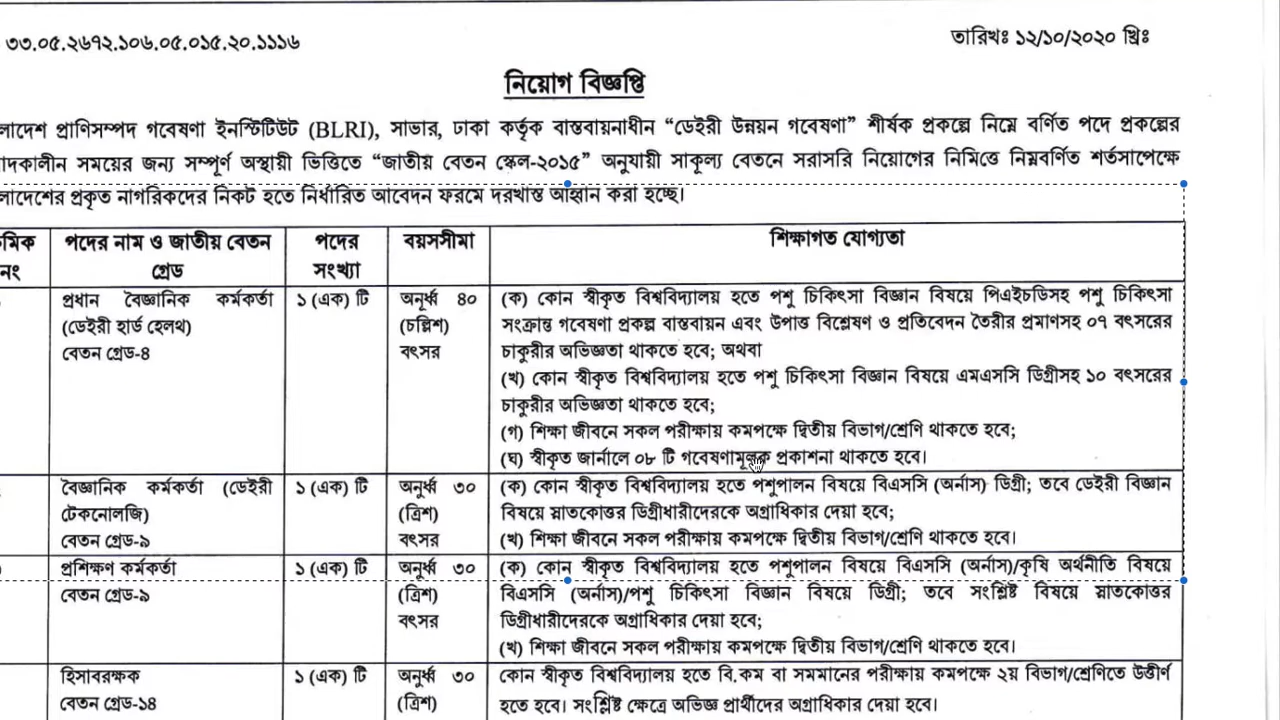 ৩৩.০৫.২৬৭২.১০৬.০৫.০১৫.২০.১১১৬
তারিখঃ ১২/১০/২০২০ খ্রিঃ
নিয়োগ বিজ্ঞপ্তি
লাদেশ প্রাণিসম্পদ গবেষণা ইনস্টিটিউট (BLRI), সাভার, ঢাকা কর্তৃক বাস্তবায়নাধীন “ডেইরী উন্নয়ন গবেষণা” শীর্ষক প্রকল্পে নিম্নে বর্ণিত পদে প্রকল্পের
াদকালীন সময়ের জন্য সম্পূর্ণ অস্থায়ী ভিত্তিতে “জাতীয় বেতন স্কেল-২০১৫” অনুযায়ী সাকূল্য বেতনে সরাসরি নিয়োগের নিমিত্তে নিম্নবর্ণিত শর্তসাপেক্ষে
লাদেশের প্রকৃত নাগরিকদের নিকট হতে নির্ধারিত আবেদন ফরমে দরখাস্ত আহ্বান করা হচ্ছে।
মিক
নং
পদের নাম ও জাতীয় বেতন
গ্রেড
পদের
সংখ্যা
বয়সসীমা
শিক্ষাগত যোগ্যতা
প্রধান বৈজ্ঞানিক কর্মকর্তা
(ডেইরী হার্ড হেলথ)
বেতন গ্রেড-৪
১ (এক) টি
অনূর্ধ্ব ৪০
(চল্লিশ)
বৎসর
(ক) কোন স্বীকৃত বিশ্ববিদ্যালয় হতে পশু চিকিৎসা বিজ্ঞান বিষয়ে পিএইচডিসহ পশু চিকিৎসা
সংক্রান্ত গবেষণা প্রকল্প বাস্তবায়ন এবং উপাত্ত বিশ্লেষণ ও প্রতিবেদন তৈরীর প্রমাণসহ ০৭ বৎসরের
চাকুরীর অভিজ্ঞতা থাকতে হবে; অথবা
(খ) কোন স্বীকৃত বিশ্ববিদ্যালয় হতে পশু চিকিৎসা বিজ্ঞান বিষয়ে এমএসসি ডিগ্রীসহ ১০ বৎসরের
চাকুরীর অভিজ্ঞতা থাকতে হবে;
(গ) শিক্ষা জীবনে সকল পরীক্ষায় কমপক্ষে দ্বিতীয় বিভাগ/শ্রেণি থাকতে হবে;
(ঘ) স্বীকৃত জার্নালে ০৮ টি গবেষণামূলক প্রকাশনা থাকতে হবে।
বৈজ্ঞানিক কর্মকর্তা (ডেইরী
টেকনোলজি)
বেতন গ্রেড-৯
১ (এক) টি
অনূর্ধ্ব ৩০
(ত্রিশ)
বৎসর
(ক) কোন স্বীকৃত বিশ্ববিদ্যালয় হতে পশুপালন বিষয়ে বিএসসি (অর্নাস) ডিগ্রী; তবে ডেইরী বিজ্ঞান
বিষয়ে স্নাতকোত্তর ডিগ্রীধারীদেরকে অগ্রাধিকার দেয়া হবে;
(খ) শিক্ষা জীবনে সকল পরীক্ষায় কমপক্ষে দ্বিতীয় বিভাগ/শ্রেণি থাকতে হবে।
প্রশিক্ষণ কর্মকর্তা
বেতন গ্রেড-৯
১ (এক) টি
অনূর্ধ্ব ৩০
(ত্রিশ)
বৎসর
(ক) কোন স্বীকৃত বিশ্ববিদ্যালয় হতে পশুপালন বিষয়ে বিএসসি (অর্নাস)/কৃষি অর্থনীতি বিষয়ে
বিএসসি (অর্নাস)/পশু চিকিৎসা বিজ্ঞান বিষয়ে ডিগ্রী; তবে সংশ্লিষ্ট বিষয়ে স্নাতকোত্তর
ডিগ্রীধারীদেরকে অগ্রাধিকার দেয়া হবে;
(খ) শিক্ষা জীবনে সকল পরীক্ষায় কমপক্ষে দ্বিতীয় বিভাগ/শ্রেণি থাকতে হবে।
হিসাবরক্ষক
বেতন গ্রেড-১৪
১ (এক) টি
অনূর্ধ্ব ৩০
(ত্রিশ)
কোন স্বীকৃত বিশ্ববিদ্যালয় হতে বি.কম বা সমমানের পরীক্ষায় কমপক্ষে ২য় বিভাগ/শ্রেণিতে উত্তীর্ণ
হতে হবে। সংশ্লিষ্ট ক্ষেত্রে অভিজ্ঞ প্রার্থীদের অগ্রাধিকার দেয়া হবে।